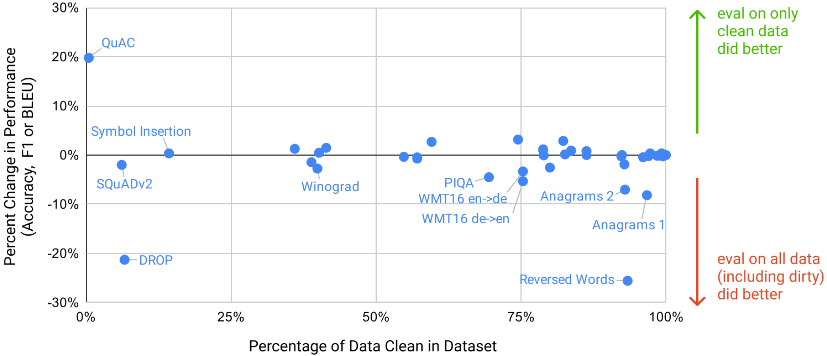 30%
20%
10%
0%
-10%
-20%
-30%
Percent Change in Performance
(Accuracy, F1 or BLEU)
QuAC
Symbol Insertion
SQuADv2
DROP
Winograd
PIQA
WMT16 en->de
WMT16 de->en
Anagrams 2
Anagrams 1
Reversed Words
0%
25%
50%
75%
100%
Percentage of Data Clean in Dataset
eval on only
clean data
did better
eval on all data
(including dirty)
did better